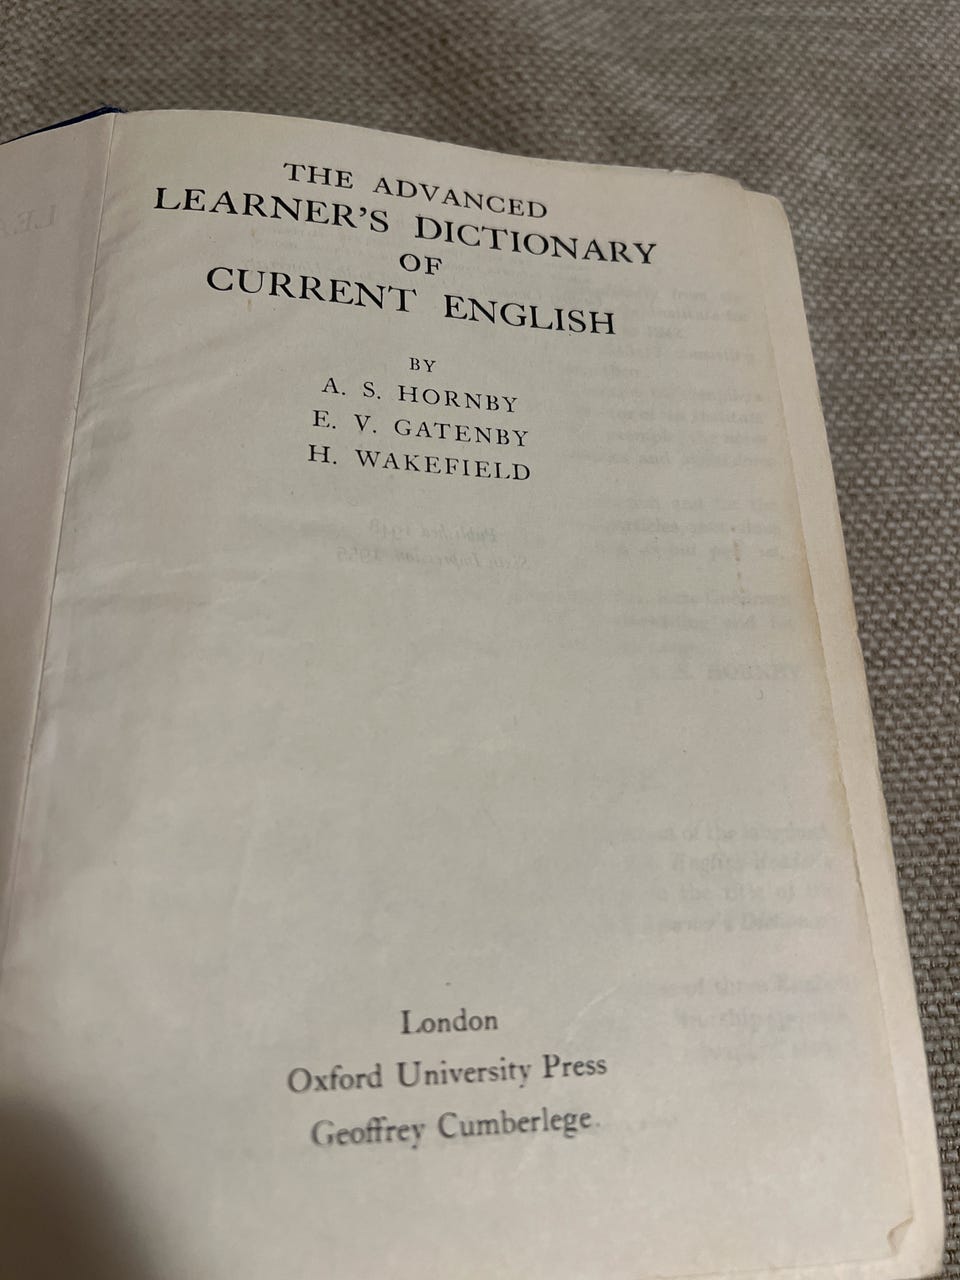 THE ADVANCED
LEARNER'S DICTIONARY
OF
CURRENT ENGLISH
BY
A. S. HORNBY
E. V. GATENBY
H. WAKEFIELD
London
Oxford University Press
Geoffrey Cumberlege